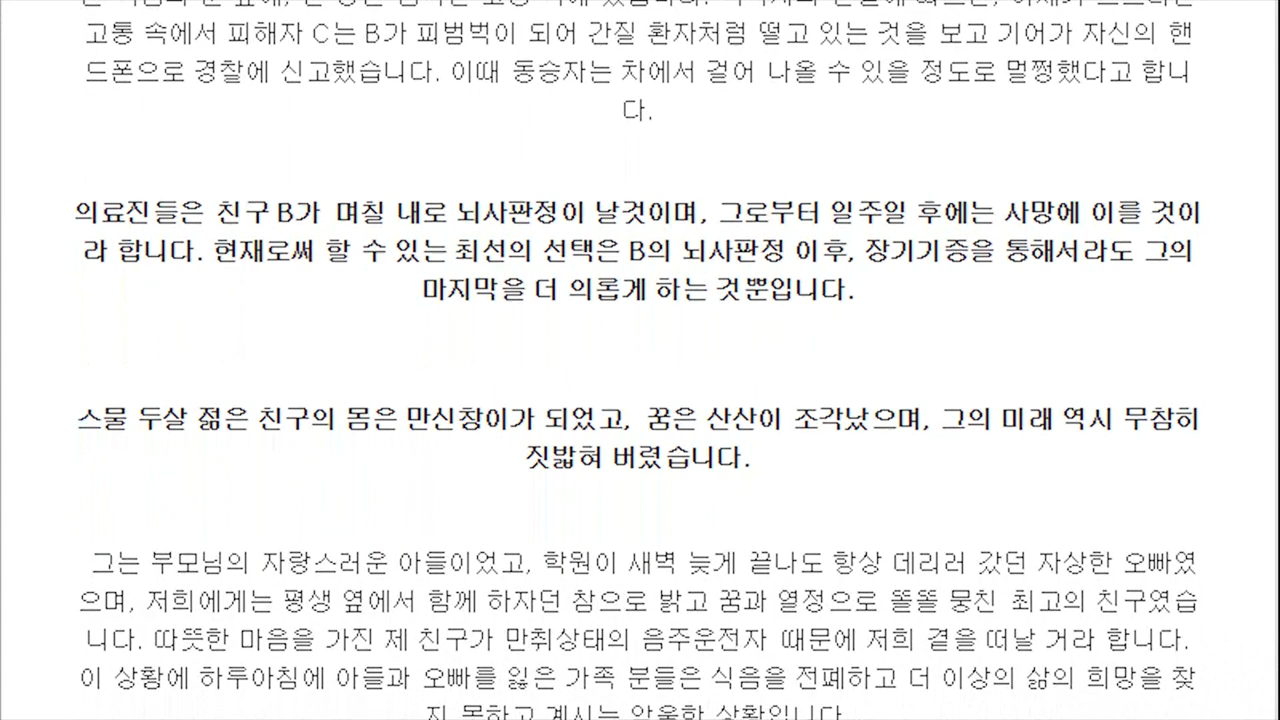 고통 속에서 피해자 C는 B가 피범벅이 되어 간질 환자처럼 떨고 있는 것을 보고 기어가 자신의 핸
드폰으로 경찰에 신고했습니다. 이때 동승자는 차에서 걸어 나올 수 있을 정도로 멀쩡했다고 합니
다.
의료진들은 친구 B가 며칠 내로 뇌사판정이 날것이며, 그로부터 일주일 후에는 사망에 이를 것이
라 합니다. 현재로써 할 수 있는 최선의 선택은 B의 뇌사판정 이후, 장기기증을 통해서라도 그의
마지막을 더 의롭게 하는 것뿐입니다.
스물 두살 젊은 친구의 몸은 만신창이가 되었고, 꿈은 산산이 조각났으며, 그의 미래 역시 무참히
짓밟혀 버렸습니다.
그는 부모님의 자랑스러운 아들이었고, 학원이 새벽 늦게 끝나도 항상 데리러 갔던 자상한 오빠였
으며, 저희에게는 평생 옆에서 함께 하자던 참으로 밝고 꿈과 열정으로 똘똘 뭉친 최고의 친구였습
니다. 따뜻한 마음을 가진 제 친구가 만취상태의 음주운전자 때문에 저희 곁을 떠날 거라 합니다.
이 상황에 하루아침에 아들과 오빠를 잃은 가족 분들은 식음을 전폐하고 더 이상의 삶의 희망을 찾
지 못하고 계시는 암울한 상황입니다.